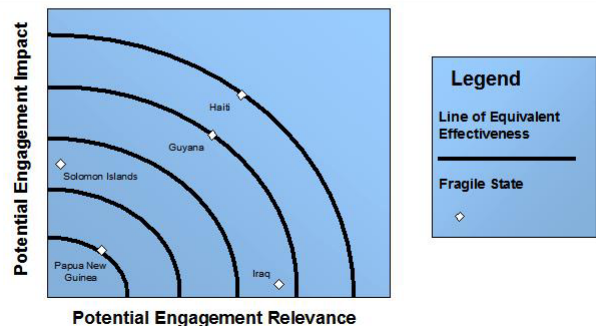 Potential Engagement Impact
Haiti
Guyana
Solomon Islands
Papua New
Guinea
Iraq
Potential Engagement Relevance
Legend
Line of Equivalent
Effectiveness
Fragile State